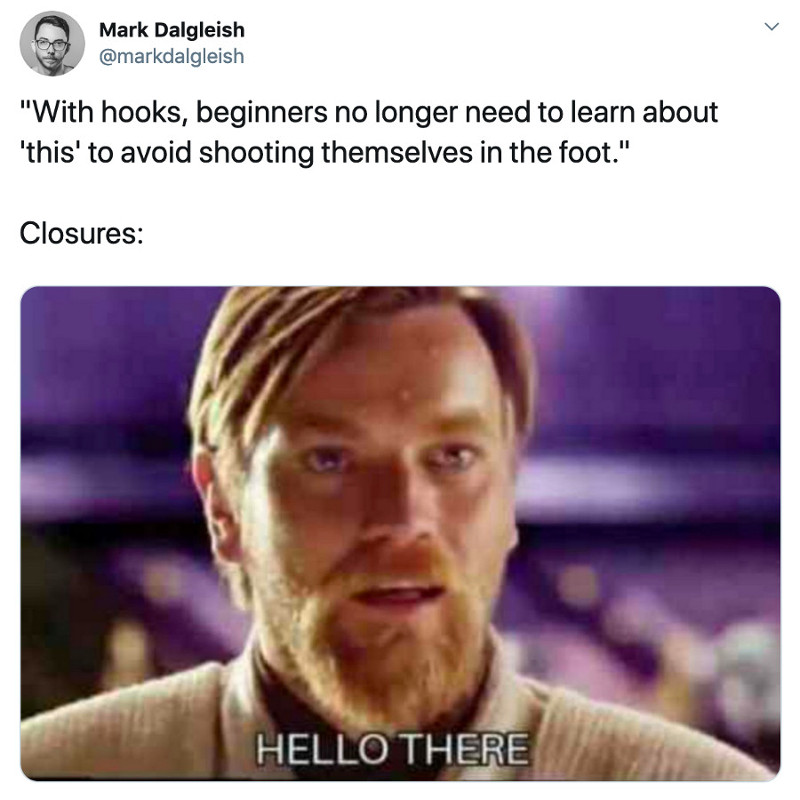 Mark Dalgleish
@markdalgleish
"With hooks, beginners no longer need to learn about
'this' to avoid shooting themselves in the foot."
Closures:
HELLO THERE